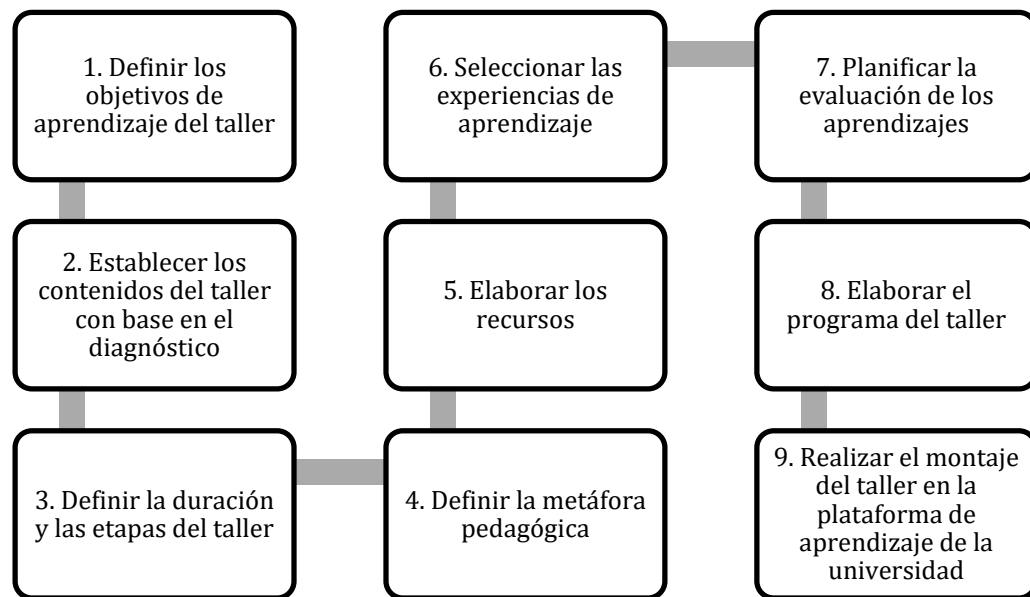 1. Definir los
objetivos de
aprendizaje del taller
2. Establecer los
contenidos del taller
con base en el
diagnóstico
3. Definir la duración
y las etapas del taller
4. Definir la metáfora
pedagógica
5. Elaborar los
recursos
6. Seleccionar las
experiencias de
aprendizaje
7. Planificar la
evaluación de los
aprendizajes
8. Elaborar el
programa del taller
9. Realizar el montaje
del taller en la
plataforma de
aprendizaje de la
universidad